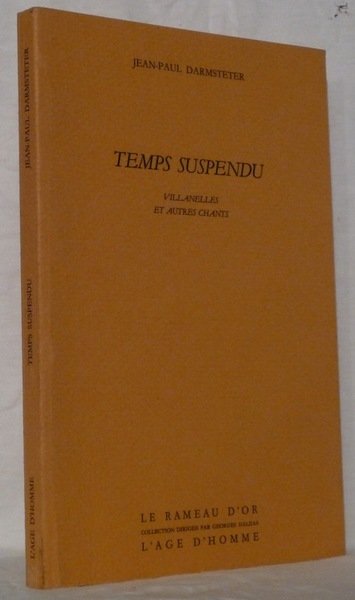 JEAN-PAUL DARMSTETER
TEMPS SUSPENDU
VILLANELLES
ET AUTRES CHANTS
LE RAMEAU D'OR
COLLECTION DIRIGÉE PAR GEORGES HALDAS
L'AGE D'HOMME
JEAN-PAUL DARMSTETER
TEMPS SUSPENDU
L'AGE D'HOMME